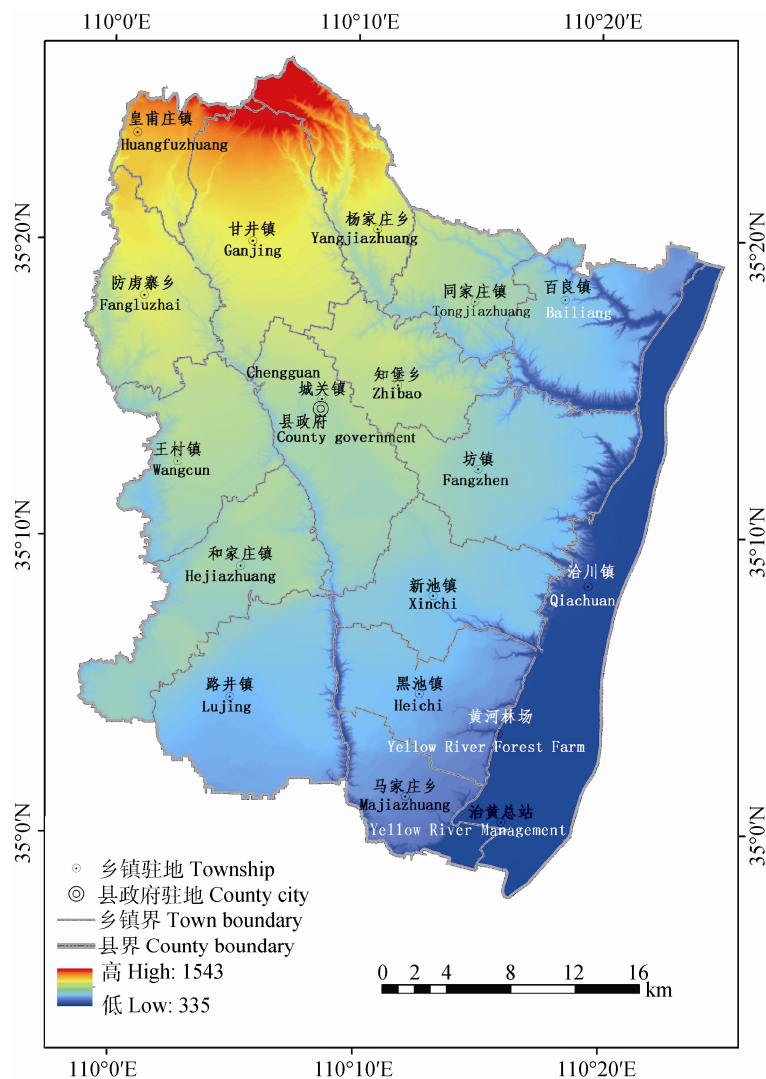 110°0′E 110°10′E 110°20′E
皇甫庄镇
Huangfuzhuang
35°20′N
35°20′N
杨家庄乡
Yangjiazhuang
甘井镇
Ganjing
防虏寨乡
Fangluzhai
同家庄镇
Tongjiazhuang
百良镇
Bailiang
Chengguan
城关镇
县政府
County government
知堡乡
Zhibao
王村镇
Wangcun
坊镇
Fangzhen
35°10′N
35°10′N
和家庄镇
Hejiazhuang
新池镇
Xinchi
洽川镇
Qiachuan
路井镇
Lujing
黑池镇
Heichi
黄河林场
Yellow River Forest Farm
马家庄乡
Majiazhuang
治黄总站
Yellow River Management
35°0′N
35°0′N
乡镇驻地 Township
县政府驻地 County city
乡镇界 Town boundary
县界 County boundary
高 High: 1543
低 Low: 335
0 2 4 8 12 16
km
110°0′E 110°10′E 110°20′E